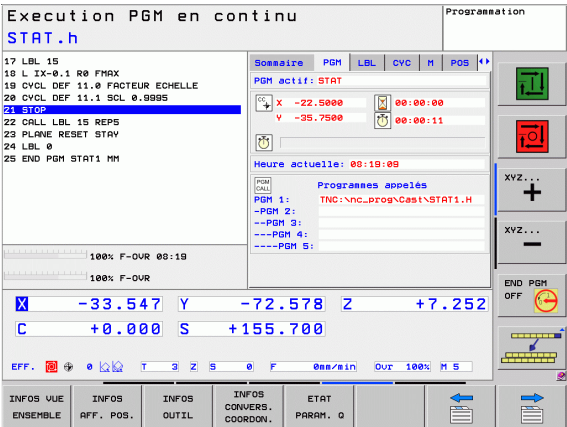 Execution PGM en continu
Programmation
STAT.h
17 LBL 15
18 L IX-0.1 R0 FMAX
19 CYCL DEF 11.0 FACTEUR ECHELLE
20 CYCL DEF 11.1 SCL 0.9995
21 STOP
22 CALL LBL 15 REP5
23 PLANE RESET STAY
24 LBL 0
25 END PGM STAT1 MM
100% F-OVR 08:19
100% F-OVR
Sommaire PGM LBL CYC M POS
PGM actif: STAT
CC X -22.5000 00:00:00
Y -35.7500 00:00:11
Heure actuelle: 08:19:09
PGM CALL Programmes appelés
PGM 1: TNC:\nc_prog\Cast\STAT1.H
-PGM 2:
--PGM 3:
---PGM 4:
----PGM 5:
X -33.547 Y -72.578 Z +7.252
C +0.000 S +155.700
EFF. 0 T 3 Z S 0 F 0mm/min Ovr 100% M 5
XYZ...
+
XYZ...
−
END PGM
OFF
INFOS VUE
ENSEMBLE
INFOS
AFF. POS.
INFOS
OUTIL
INFOS
CONVERS.
COORDON.
ETAT
PARAM. Q